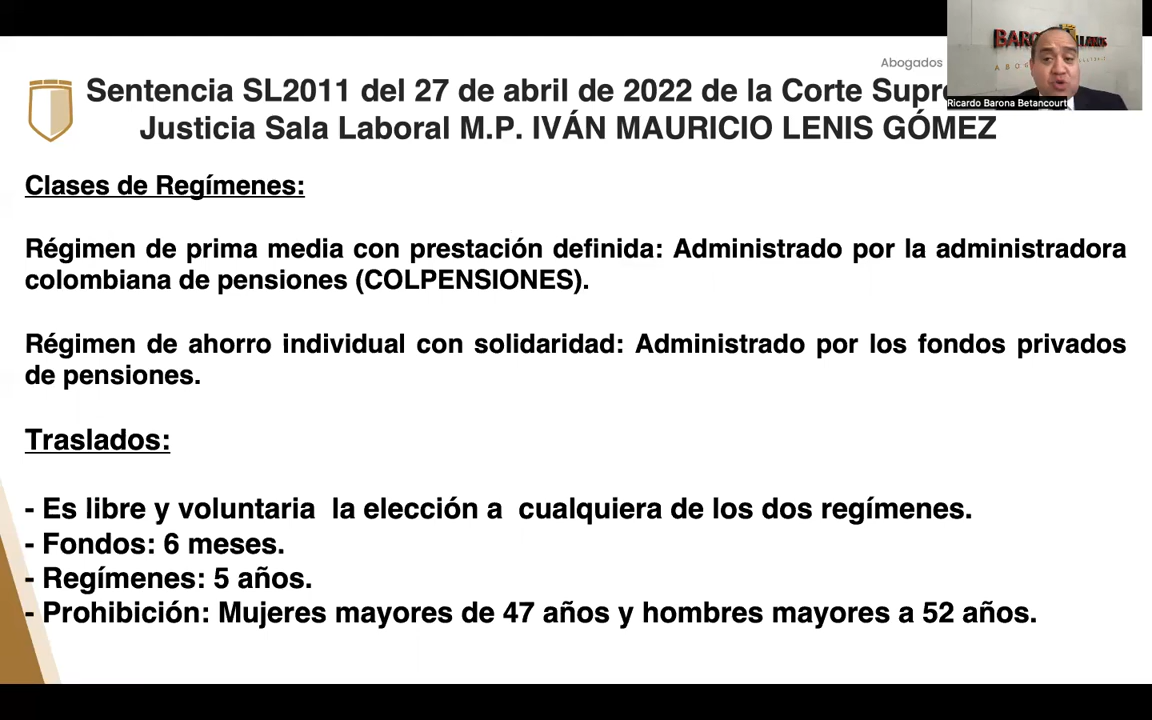 Abogados
Sentencia SL2011 del 27 de abril de 2022 de la Corte
Justicia Sala Laboral M.P. IVÁN MAURICIO LENIS GÓMEZ
Ricardo Barona Betancourt
Clases de Regímenes:
Régimen de prima media con prestación definida: Administrado por la administradora
colombiana de pensiones (COLPENSIONES).
Régimen de ahorro individual con solidaridad: Administrado por los fondos privados
de pensiones.
Traslados:
- Es libre y voluntaria la elección a cualquiera de los dos regímenes.
- Fondos: 6 meses.
- Regímenes: 5 años.
- Prohibición: Mujeres mayores de 47 años y hombres mayores a 52 años.